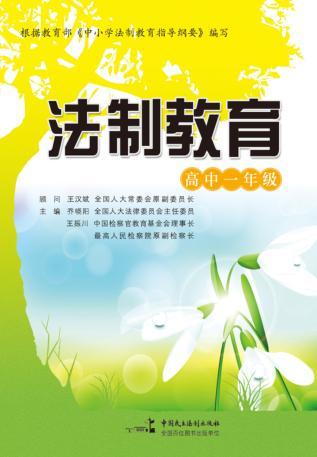 根据教育部《中小学法制教育指导纲要》编写
法制教育
高中一年级
顾 问 王汉斌 全国人大常委会原副委员长
主 编 乔晓阳 全国人大法律委员会主任委员
王振川 中国检察官教育基金会理事长
最高人民检察院原副检察长
中国民主法制出版社
全国百佳图书出版单位